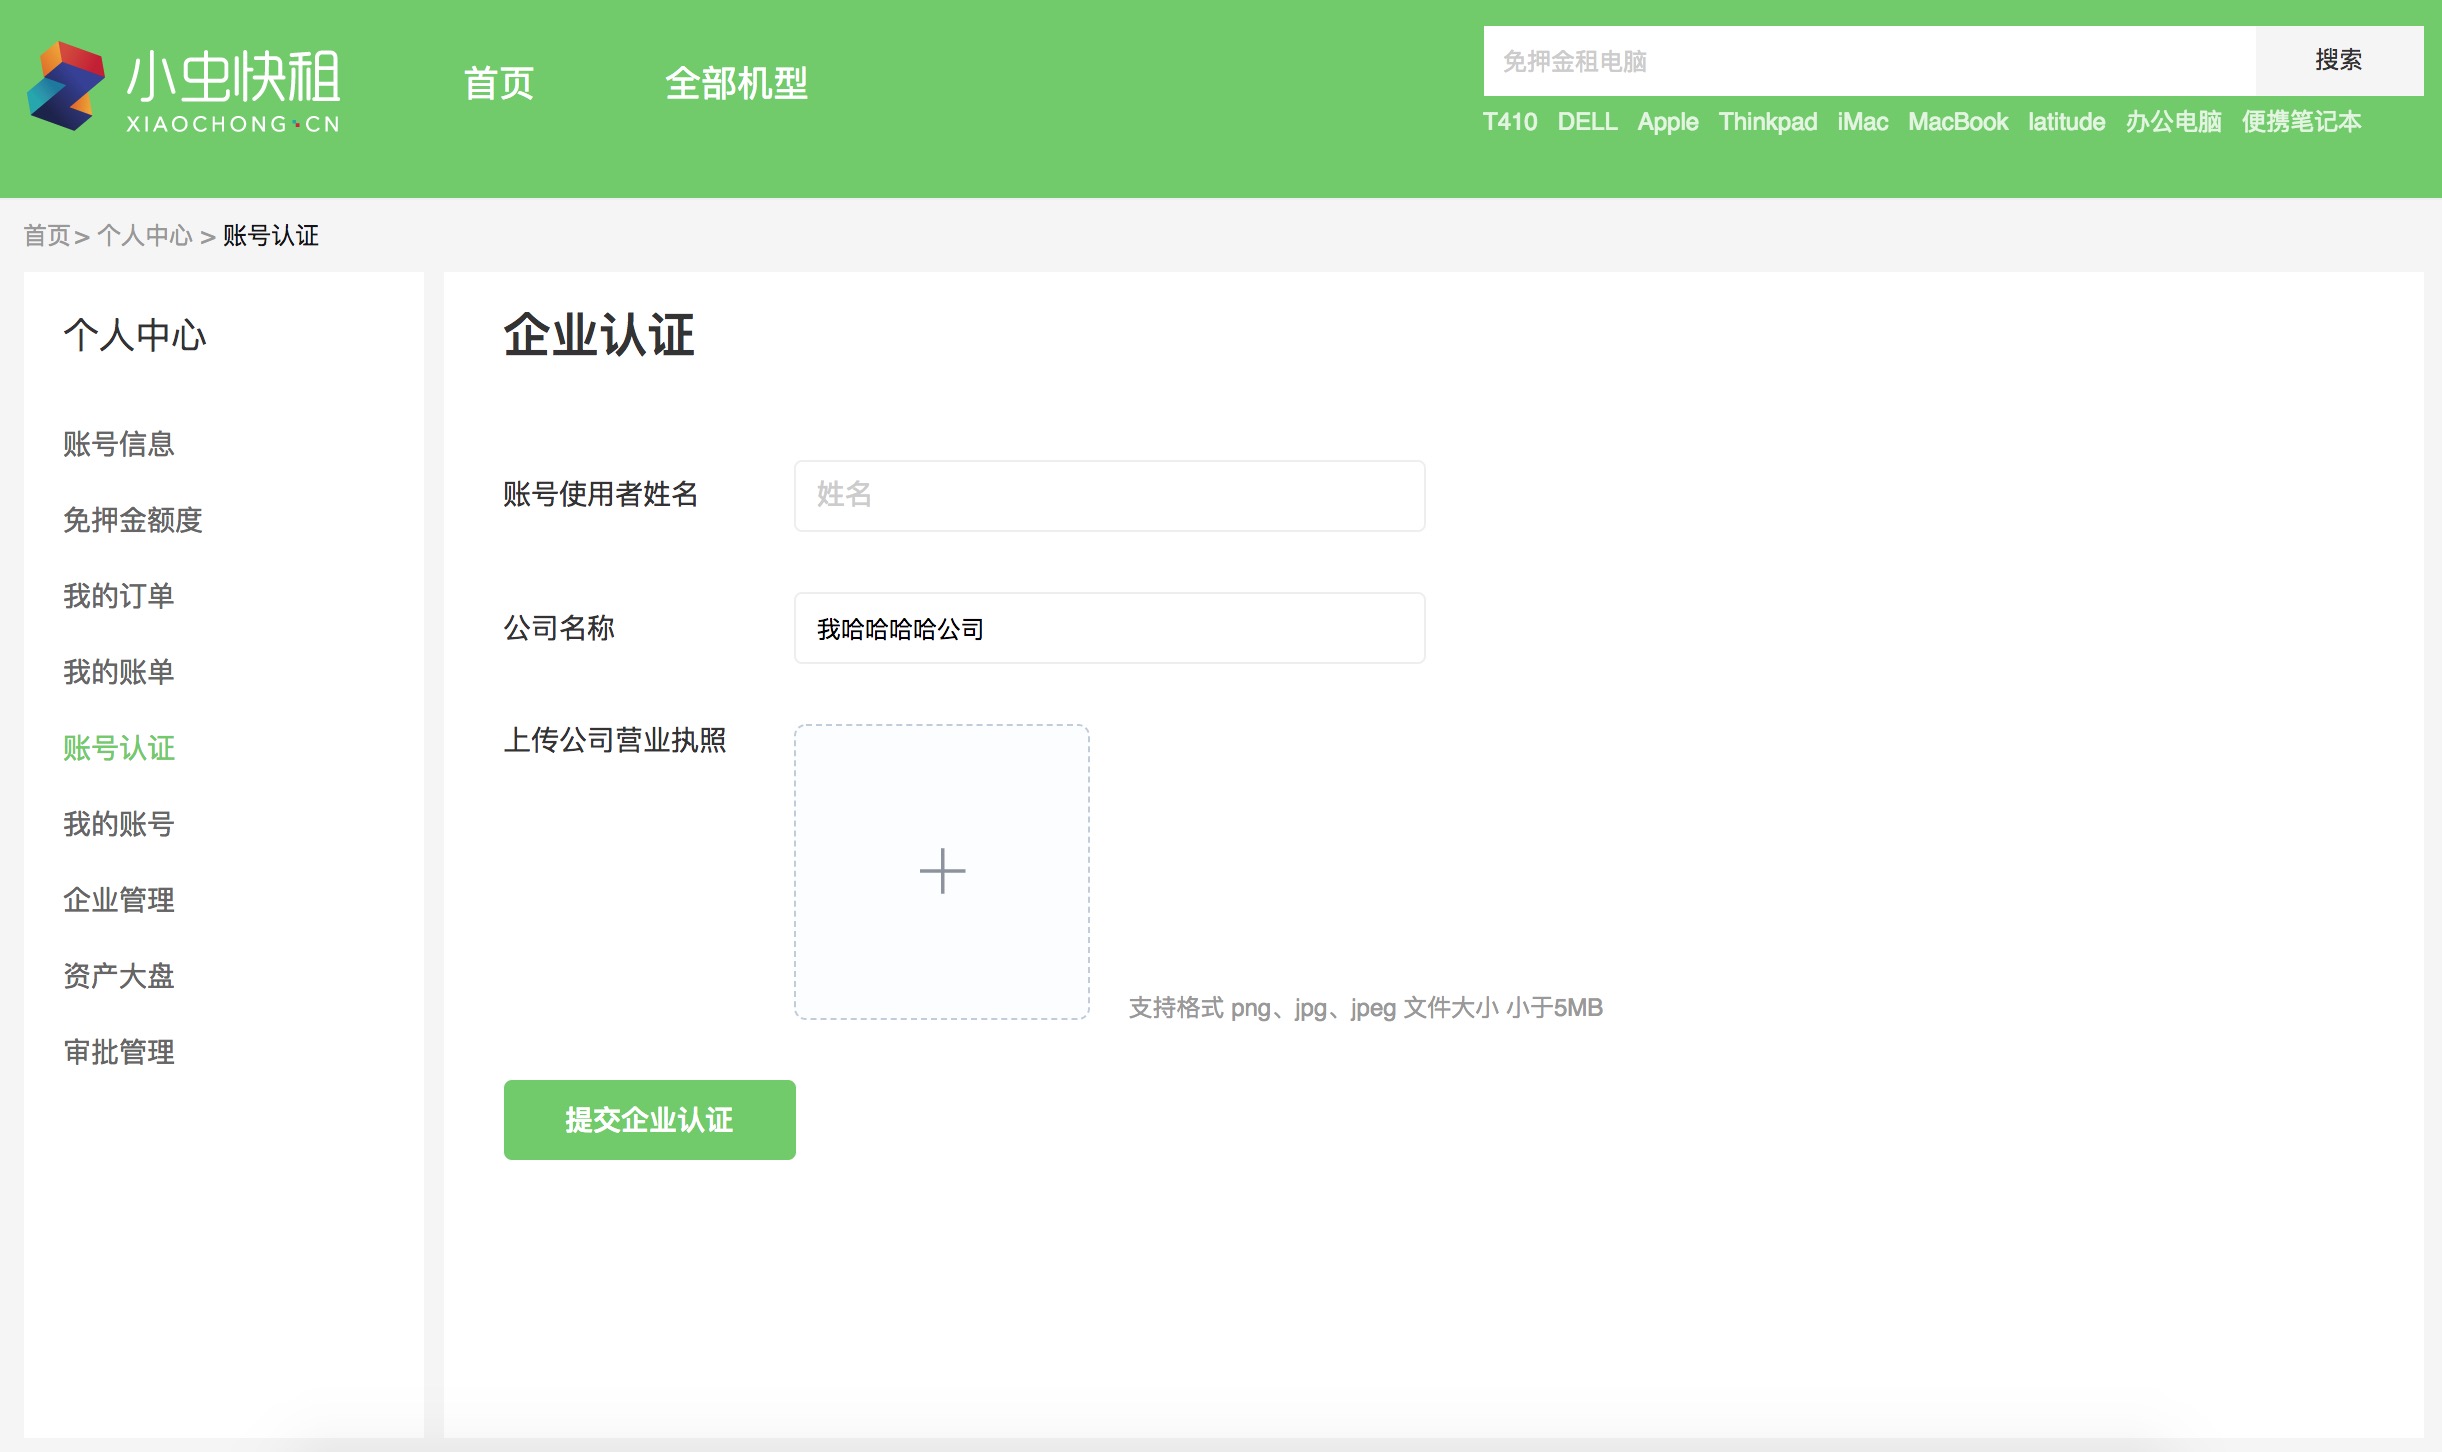 小虫快租
XIAOCHONG·CN
首页 全部机型
免押金租电脑 搜索
T410 DELL Apple Thinkpad iMac MacBook latitude 办公电脑 便携笔记本
首页 > 个人中心 > 账号认证
个人中心
账号信息
免押金额度
我的订单
我的账单
账号认证
我的账号
企业管理
资产大盘
审批管理
企业认证
账号使用者姓名 姓名
公司名称 我哈哈哈哈公司
上传公司营业执照
支持格式 png、jpg、jpeg 文件大小 小于5MB
提交企业认证